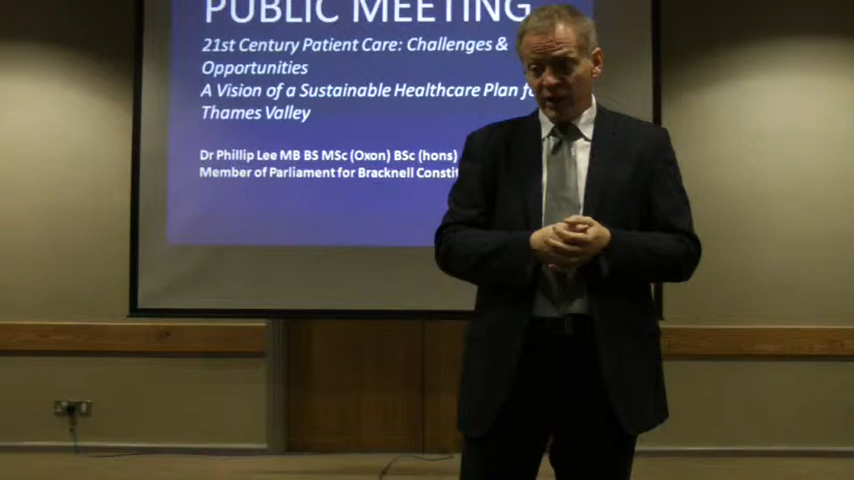 PUBLIC MEETING
21st Century Patient Care: Challenges &
Opportunities
A Vision of a Sustainable Healthcare Plan
Thames Valley
Dr Phillip Lee MB BS MSc (Oxon) BSc (hons)
Member of Parliament for Bracknell